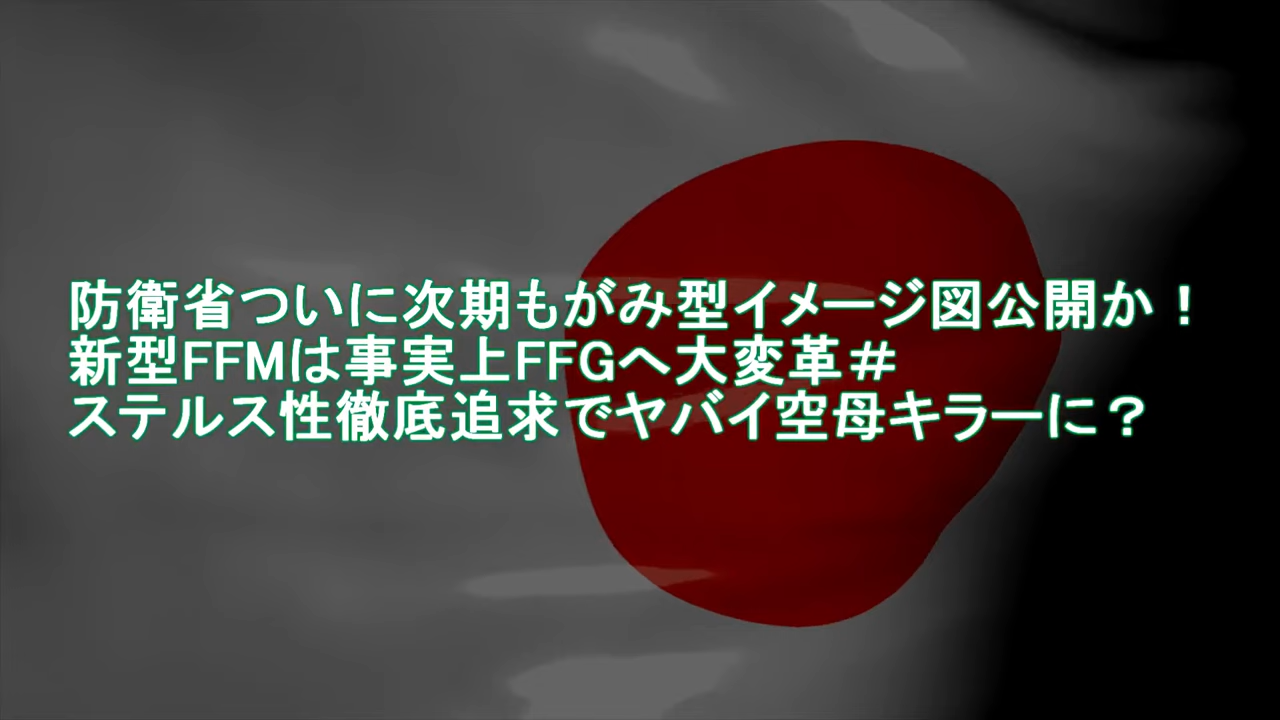 防衛省ついに次期もがみ型イメージ図公開か！
新型FFMは事実上FFGへ大変革＃
ステルス性徹底追求でヤバイ空母キラーに？